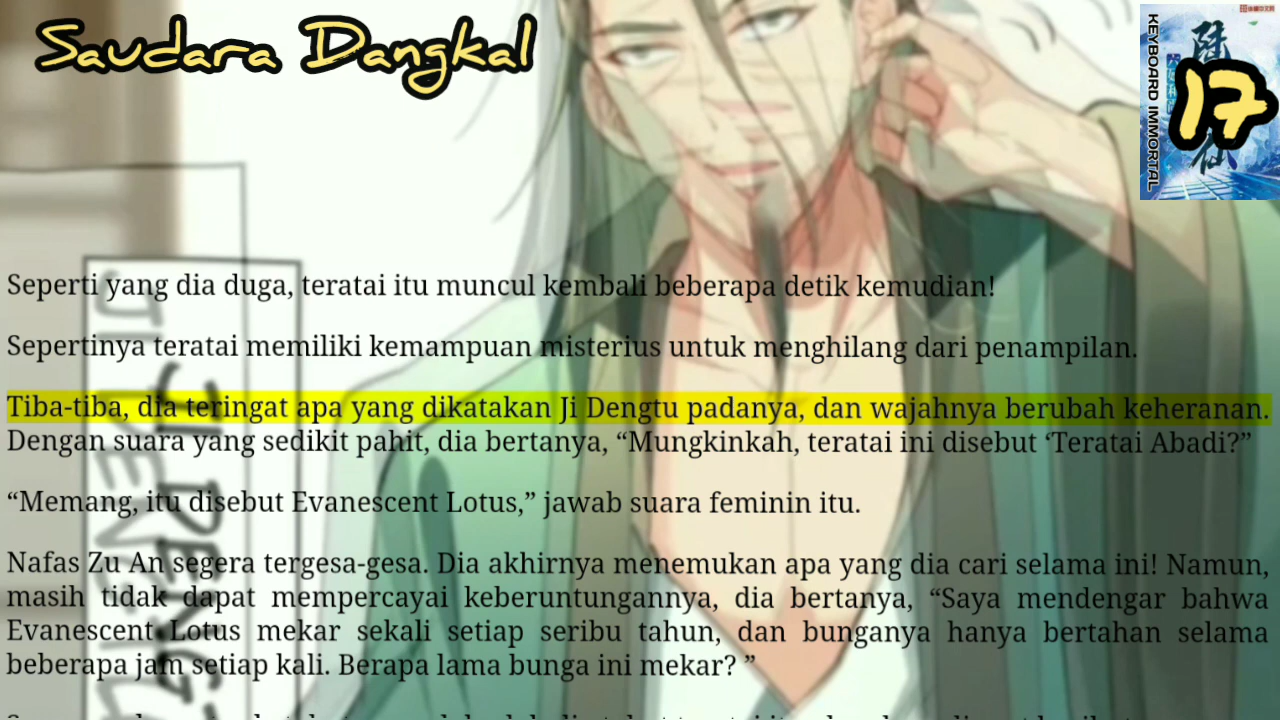 Saudara Dangkal
KEYBOARD IMMORTAL
17
Seperti yang dia duga, teratai itu muncul kembali beberapa detik kemudian!
Sepertinya teratai memiliki kemampuan misterius untuk menghilang dari penampilan.
Tiba-tiba, dia teringat apa yang dikatakan Ji Dengtu padanya, dan wajahnya berubah keheranan.
Dengan suara yang sedikit pahit, dia bertanya, “Mungkinkah, teratai ini disebut ‘Teratai Abadi?”
“Memang, itu disebut Evanescent Lotus,” jawab suara feminin itu.
Nafas Zu An segera tergesa-gesa. Dia akhirnya menemukan apa yang dia cari selama ini! Namun,
masih tidak dapat mempercayai keberuntungannya, dia bertanya, “Saya mendengar bahwa
Evanescent Lotus mekar sekali setiap seribu tahun, dan bunganya hanya bertahan selama
beberapa jam setiap kali. Berapa lama bunga ini mekar? ”